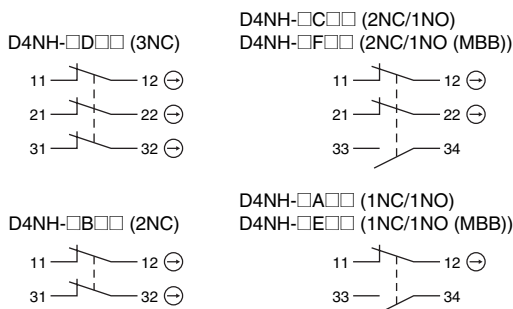 D4NH-□D□□ (3NC)
11 12
21 22
31 32
D4NH-□C□□ (2NC/1NO)
D4NH-□F□□ (2NC/1NO (MBB))
11 12
21 22
33 34
D4NH-□B□□ (2NC)
11 12
31 32
D4NH-□A□□ (1NC/1NO)
D4NH-□E□□ (1NC/1NO (MBB))
11 12
33 34